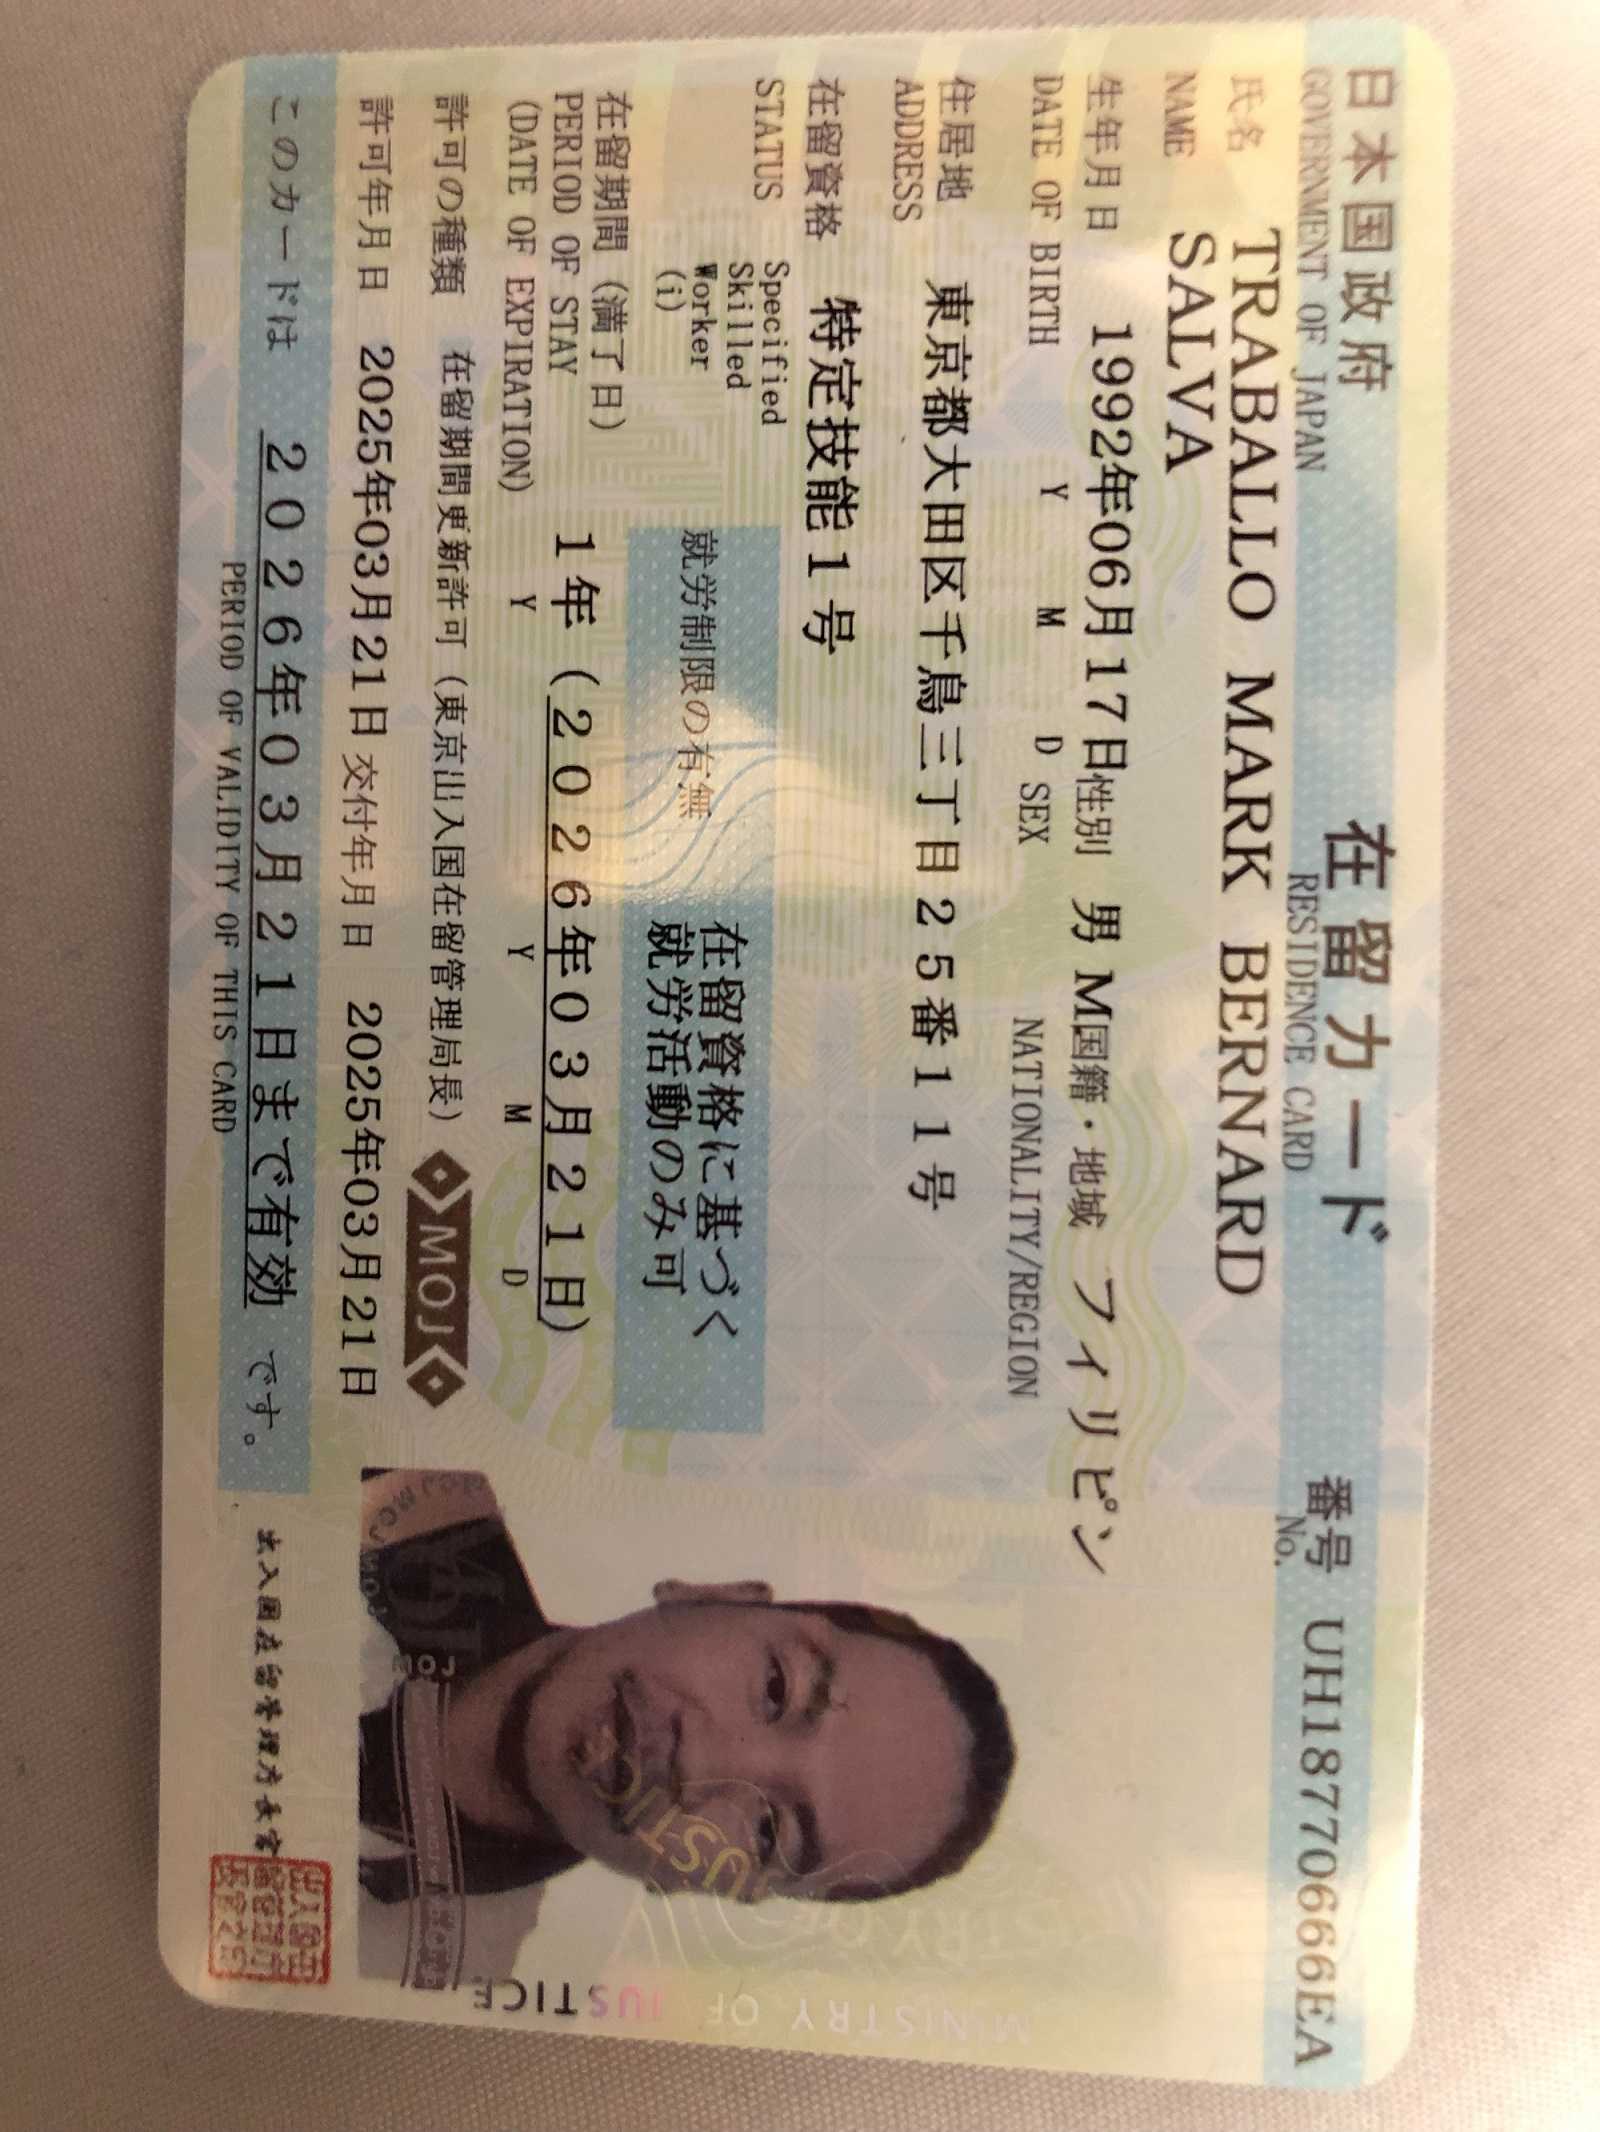 日本国政府 在留カード 番号 UH18770666EA
GOVERNMENT OF JAPAN RESIDENCE CARD No.
氏名 TRABALLO MARK BERNARD
NAME SALVA
生年月日 1992年06月17日 性別 男 M 国籍・地域 フィリピン
DATE OF BIRTH Y M D SEX NATIONALITY/REGION
住居地 東京都大田区千鳥三丁目25番11号
ADDRESS
在留資格 特定技能1号
STATUS Specified
Skilled
Worker
(i)
就労制限の有無 在留資格に基づく
就労活動のみ可
在留期間(満了日) 1年(2026年03月21日)
PERIOD OF STAY
(DATE OF EXPIRATION) Y Y M D
許可の種類 在留期間更新許可(東京出入国在留管理局長)
MOJ
許可年月日 2025年03月21日 交付年月日 2025年03月21日
このカードは 2026年03月21日まで有効 です。
PERIOD OF VALIDITY OF THIS CARD
出入国在留管理庁長官
MINISTRY OF JUSTICE